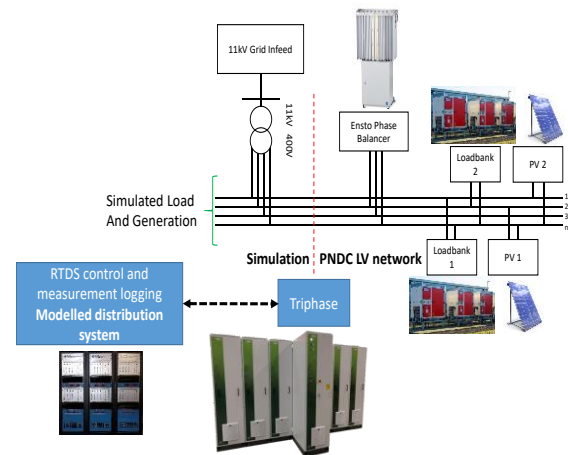 11kV Grid Infeed
11kV
400V
Ensto Phase
Balancer
Loadbank
2
PV 2
Simulated Load
And Generation
1
2
3
n
Simulation
PNDC LV network
Loadbank
1
PV 1
RTDS control and
measurement logging
Modelled distribution
system
Triphase